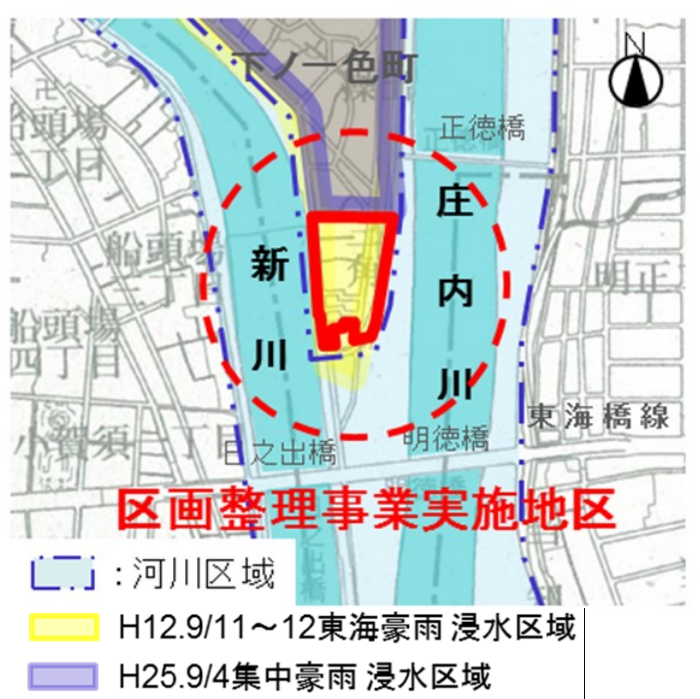 N
下ノ一色町
正徳橋
船頭場
二丁目
庄内川
新川
船頭場
三丁目
明正
船頭場
四丁目
東海橋線
小賀須
日之出橋
明徳橋
区画整理事業実施地区
:河川区域
H12.9/11～12東海豪雨 浸水区域
H25.9/4集中豪雨 浸水区域